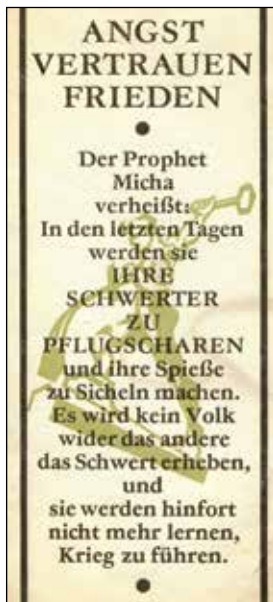 ANGST
VERTRAUEN
FRIEDEN
Der Prophet
Micha
verheißt:
In den letzten Tagen
werden sie
IHRE
SCHWERTER
ZU
PFLUGSCHAREN
und ihre Spieße
zu Sicheln machen.
Es wird kein Volk
wider das andere
das Schwert erheben,
und
sie werden hinfort
nicht mehr lernen,
Krieg zu führen.